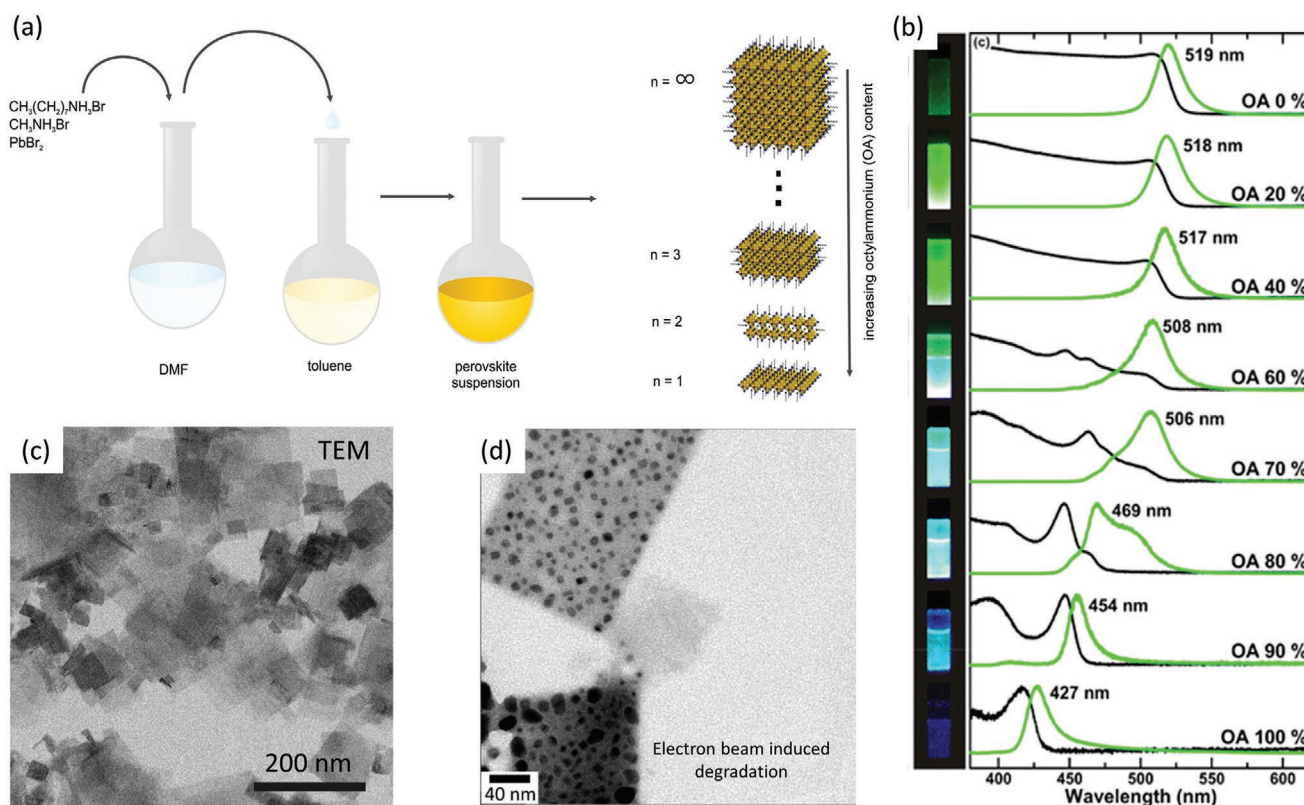 (a)
CH₃(CH₂)₇NH₃Br
CH₃NH₃Br
PbBr₂
DMF
toluene
perovskite
suspension
n = ∞
n = 3
n = 2
n = 1
increasing octylammonium (OA) content
(b)
(c)
519 nm
OA 0 %
518 nm
OA 20 %
517 nm
OA 40 %
508 nm
OA 60 %
506 nm
OA 70 %
469 nm
OA 80 %
454 nm
OA 90 %
427 nm
OA 100 %
400 450 500 550 600
Wavelength (nm)
(c)
TEM
200 nm
(d)
Electron beam induced
degradation
40 nm